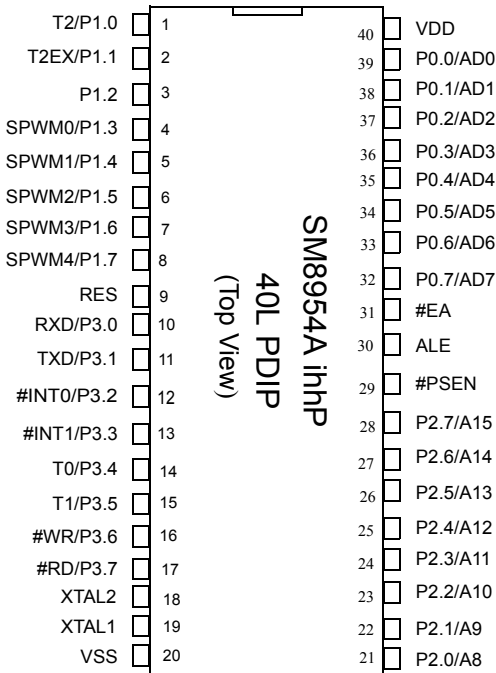 T2/P1.0 1
T2EX/P1.1 2
P1.2 3
SPWM0/P1.3 4
SPWM1/P1.4 5
SPWM2/P1.5 6
SPWM3/P1.6 7
SPWM4/P1.7 8
RES 9
RXD/P3.0 10
TXD/P3.1 11
#INT0/P3.2 12
#INT1/P3.3 13
T0/P3.4 14
T1/P3.5 15
#WR/P3.6 16
#RD/P3.7 17
XTAL2 18
XTAL1 19
VSS 20
SM8954A ihhP
40L PDIP
(Top View)
40 VDD
39 P0.0/AD0
38 P0.1/AD1
37 P0.2/AD2
36 P0.3/AD3
35 P0.4/AD4
34 P0.5/AD5
33 P0.6/AD6
32 P0.7/AD7
31 #EA
30 ALE
29 #PSEN
28 P2.7/A15
27 P2.6/A14
26 P2.5/A13
25 P2.4/A12
24 P2.3/A11
23 P2.2/A10
22 P2.1/A9
21 P2.0/A8